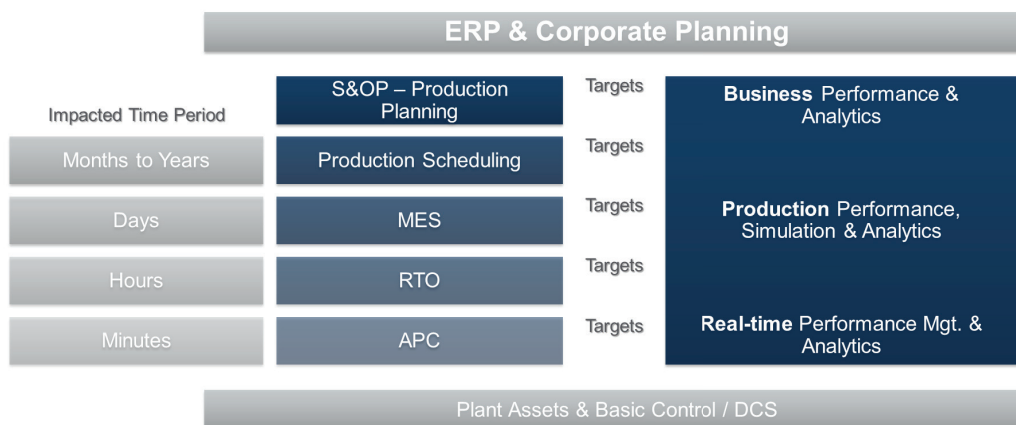 ERP & Corporate Planning
Impacted Time Period
S&OP – Production
Planning
Targets
Business Performance &
Analytics
Months to Years
Production Scheduling
Targets
Days
MES
Targets
Production Performance,
Simulation & Analytics
Hours
RTO
Targets
Minutes
APC
Targets
Real-time Performance Mgt. &
Analytics
Plant Assets & Basic Control / DCS